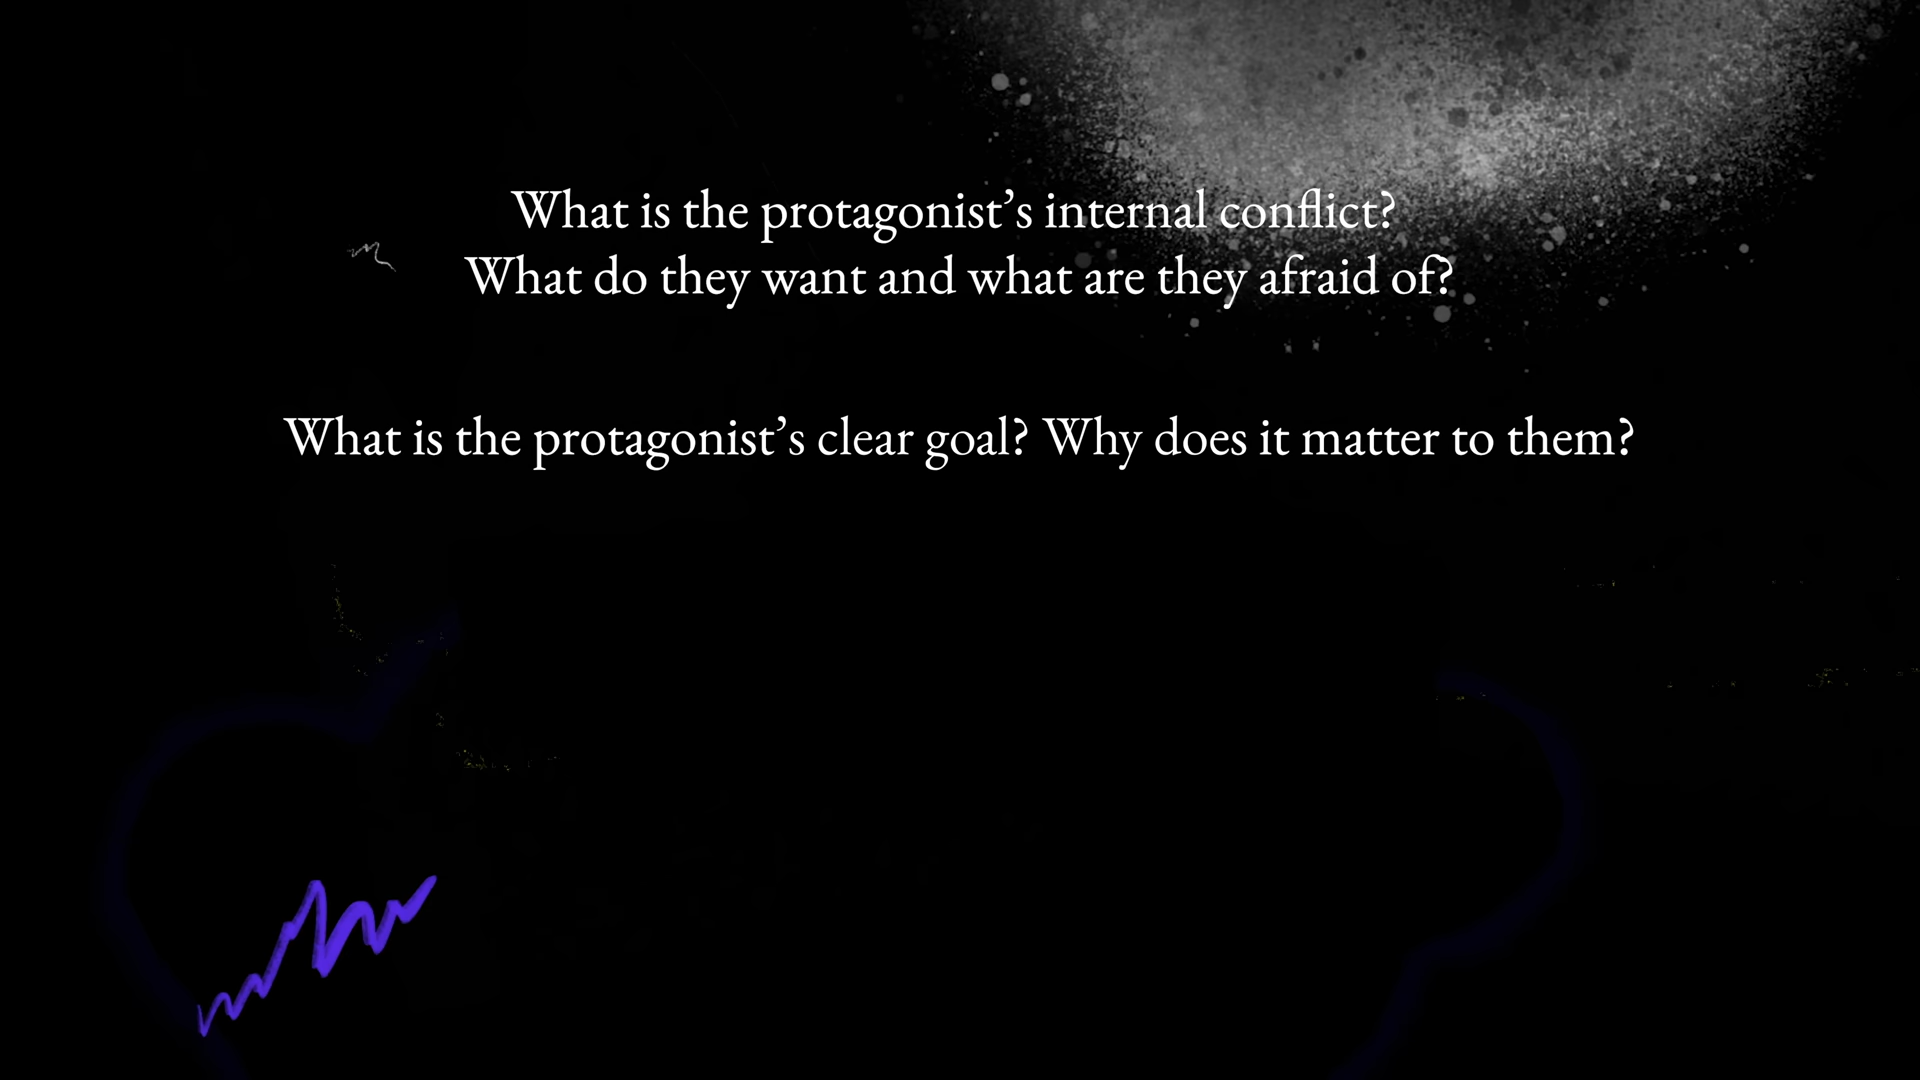 What is the protagonist’s internal conflict?
What do they want and what are they afraid of?
What is the protagonist’s clear goal? Why does it matter to them?